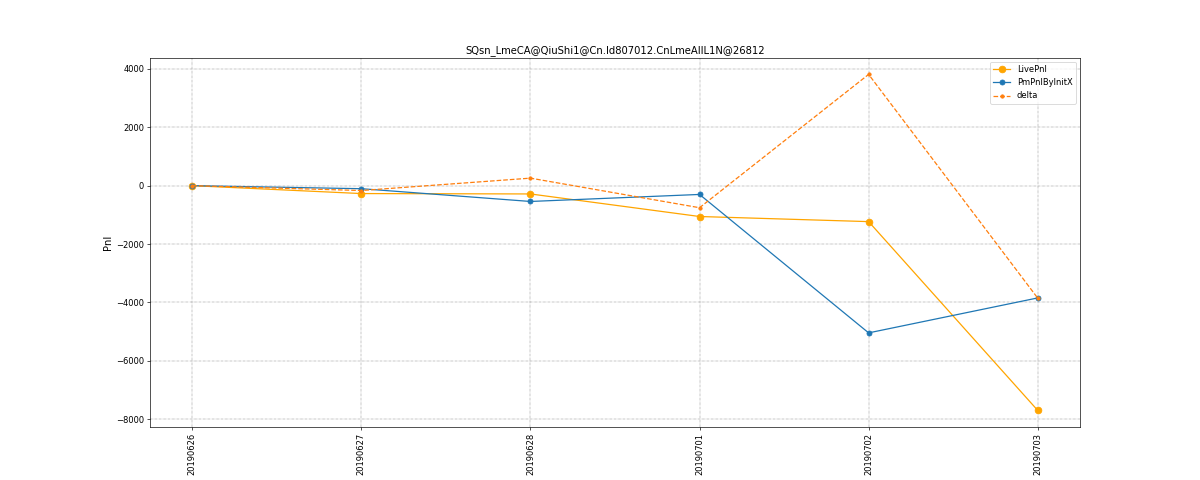 SQsn_LmeCA@QiuShi1@Cn.Id807012.CnLmeAllL1N@26812
LivePnl
PmPnlByInitX
delta
4000
2000
0
−2000
−4000
−6000
−8000
Pnl
20190626
20190627
20190628
20190701
20190702
20190703